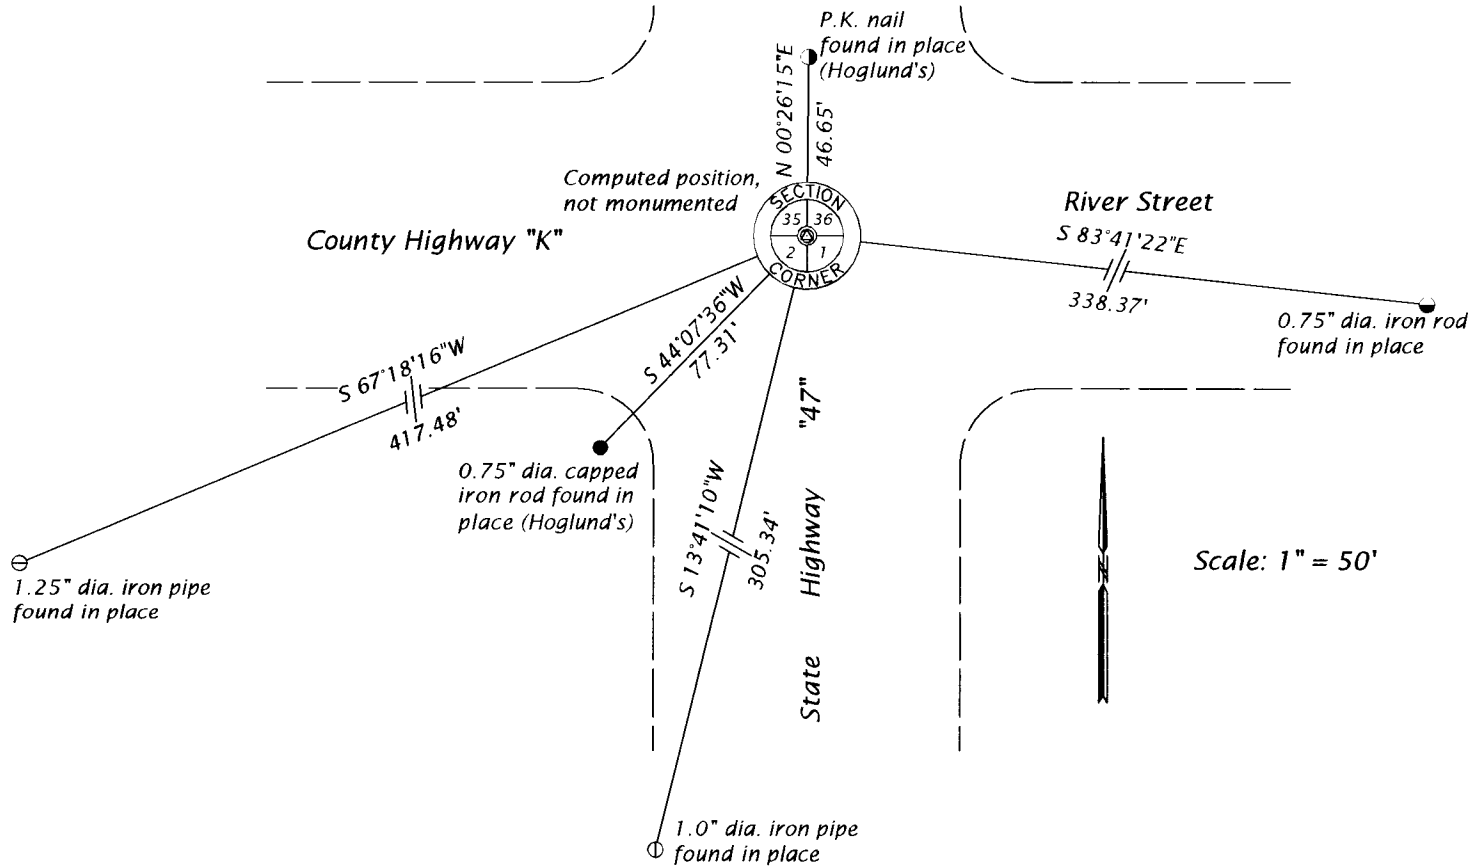 P.K. nail
found in place
(Hoglund's)
N 00°26'15"E
46.65'
Computed position,
not monumented
SECTION
35 36
2 1
CORNER
County Highway "K"
River Street
S 83°41'22"E
338.37'
0.75" dia. iron rod
found in place
S 67°18'16"W
417.48'
S 44°07'36"W
77.31'
0.75" dia. capped
iron rod found in
place (Hoglund's)
S 13°41'10"W
305.34'
State Highway "47"
N
Scale: 1" = 50'
1.25" dia. iron pipe
found in place
1.0" dia. iron pipe
found in place